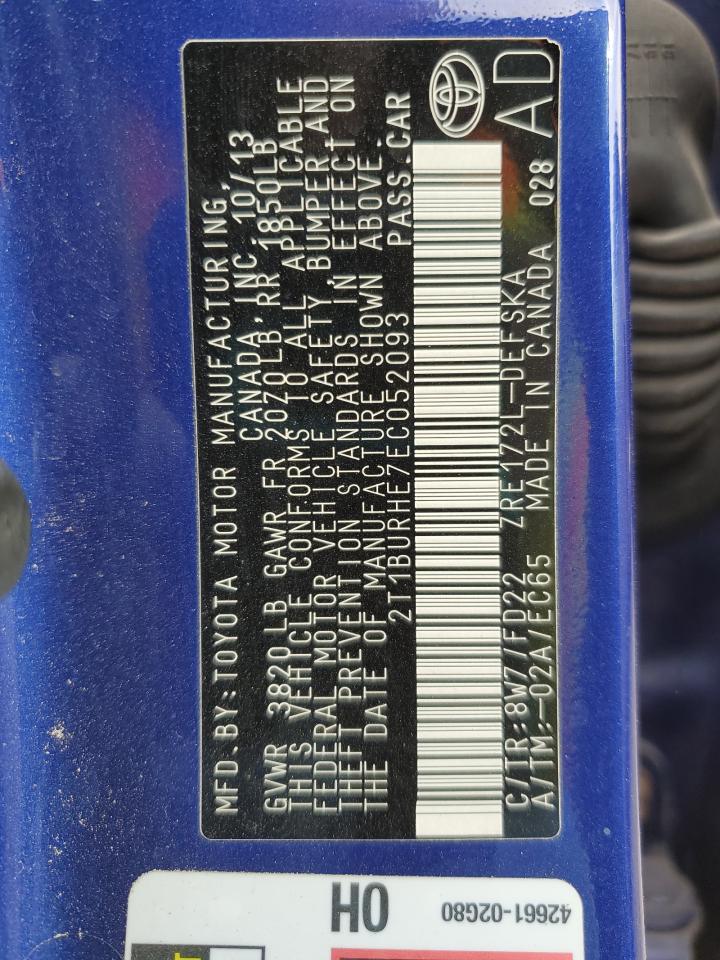 MFD.BY:TOYOTA MOTOR MANUFACTURING,
CANADA,INC. 10/13
GVWR 3820LB GAWR FR 2020LB,RR 1850LB
THIS VEHICLE CONFORMS TO ALL APPLICABLE
FEDERAL MOTOR VEHICLE SAFETY,BUMPER,AND
THEFT PREVENTION STANDARDS IN EFFECT ON
THE DATE OF MANUFACTURE SHOWN ABOVE.
2T1BURHE7EC052093 PASS.CAR
C/TR:8W7/FD22 ZRE172L-DEFSKA
A/TM:-02A/EC65 MADE IN CANADA 028
AD
42661-02G80
0H